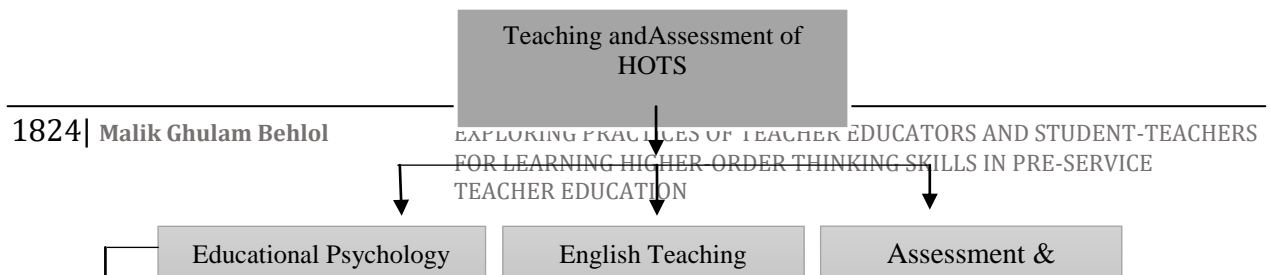 Teaching andAssessment of
HOTS
1824| Malik Ghulam Behlol
EXPLORING PRACTICES OF TEACHER EDUCATORS AND STUDENT-TEACHERS
FOR LEARNING HIGHER-ORDER THINKING SKILLS IN PRE-SERVICE
TEACHER EDUCATION
Educational Psychology
English Teaching
Assessment &